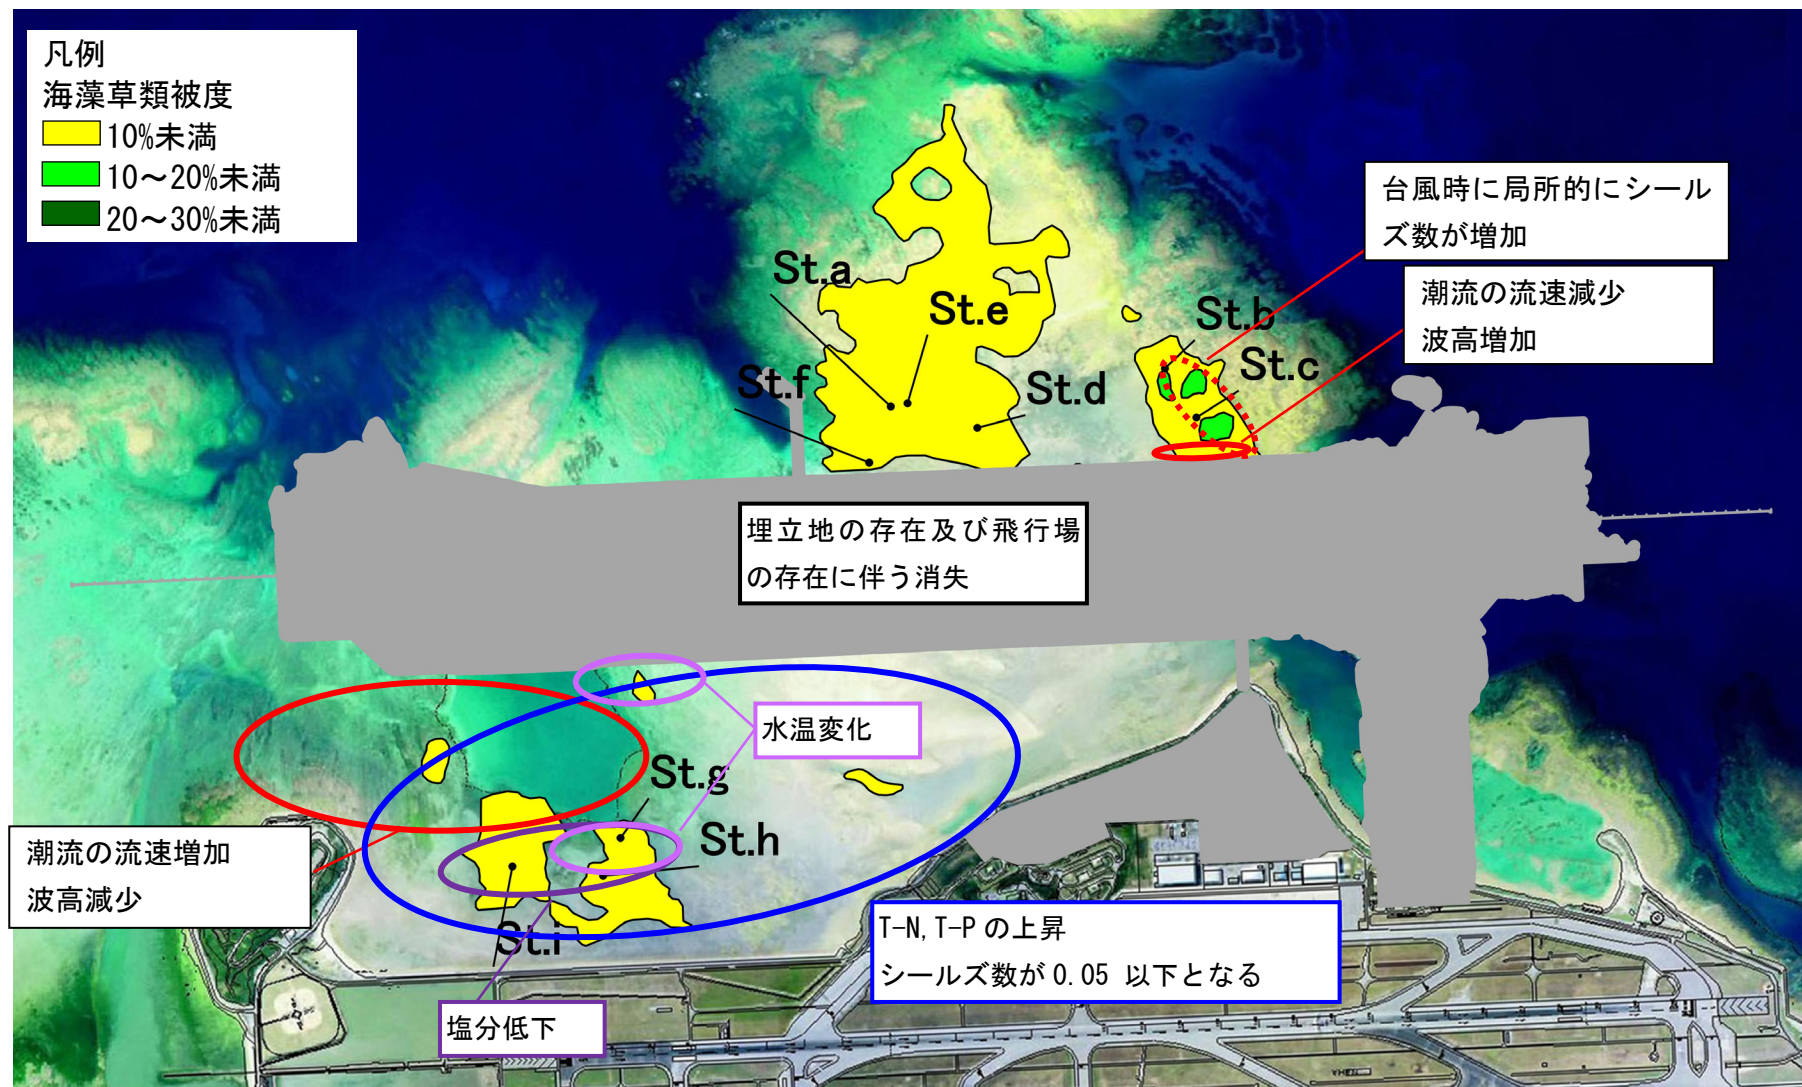 凡例
海藻草類被度
10%未満
10～20%未満
20～30%未満
台風時に局所的にシール
ズ数が増加
潮流の流速減少
波高増加
St.a
St.e
St.b
St.c
St.f
St.d
埋立地の存在及び飛行場
の存在に伴う消失
水温変化
St.g
St.h
St.i
潮流の流速増加
波高減少
T-N, T-P の上昇
シールズ数が 0.05 以下となる
塩分低下